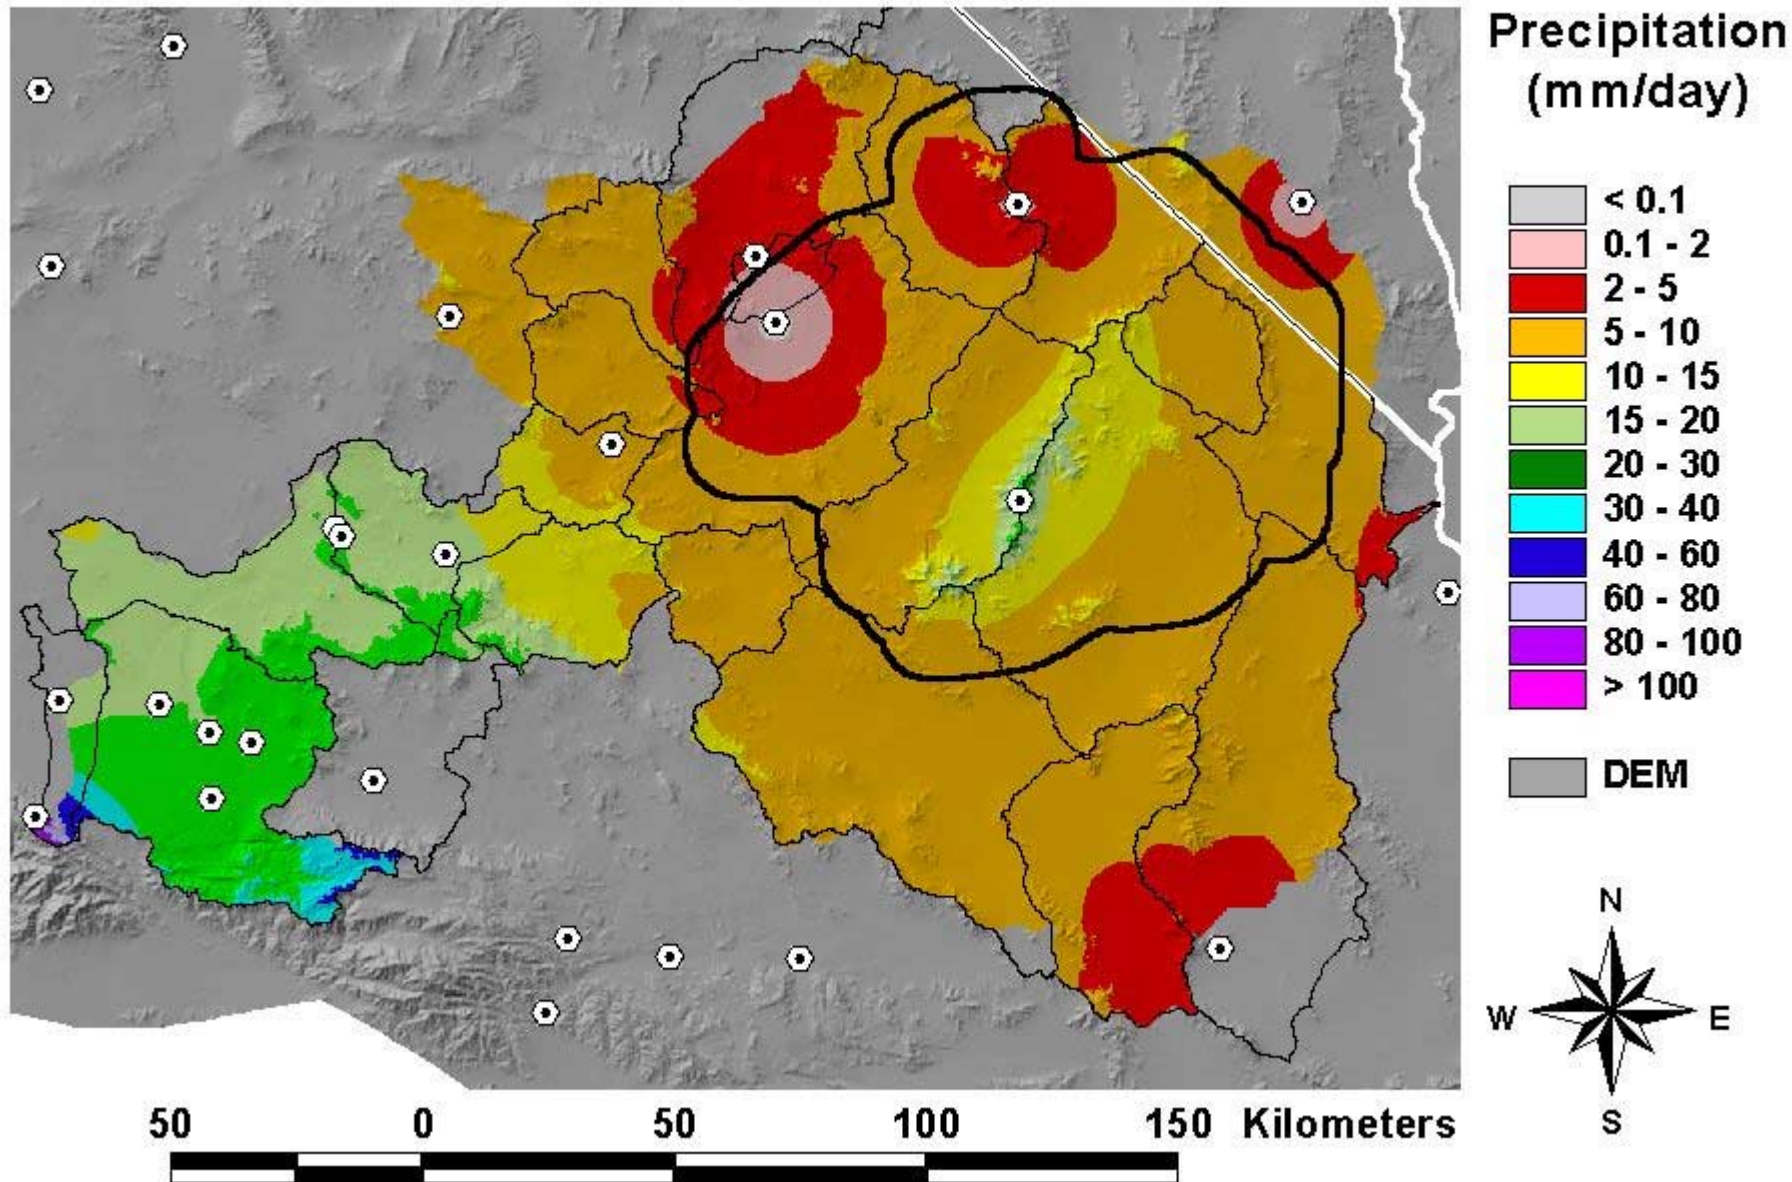 Precipitation
(mm/day)
< 0.1
0.1 - 2
2 - 5
5 - 10
10 - 15
15 - 20
20 - 30
30 - 40
40 - 60
60 - 80
80 - 100
> 100
DEM
N
W E
S
50 0 50 100 150 Kilometers